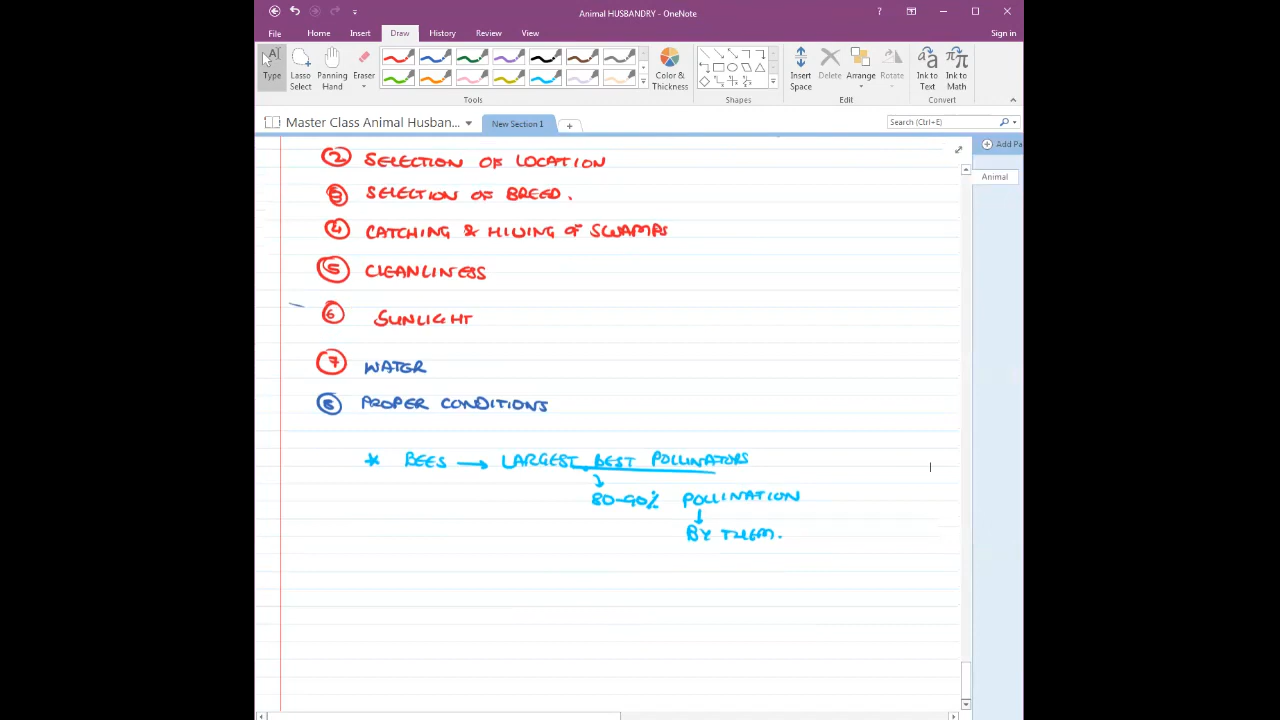 Animal HUSBANDRY - OneNote
File Home Insert Draw History Review View Sign in
Type Lasso Select Panning Hand Eraser Color & Thickness Insert Space Delete Arrange Rotate Ink to Text Ink to Math
Tools Shapes Edit Convert
Master Class Animal Husban... New Section 1 Search (Ctrl+E)
Add Pa
Animal
2 SELECTION OF LOCATION
3 SELECTION OF BREED.
4 CATCHING & HIVING OF SWAMPS
5 CLEANLINESS
6 SUNLIGHT
7 WATER
8 PROPER CONDITIONS
* BEES → LARGEST BEST POLLINATORS
80-90% POLLINATION
BY THEM.